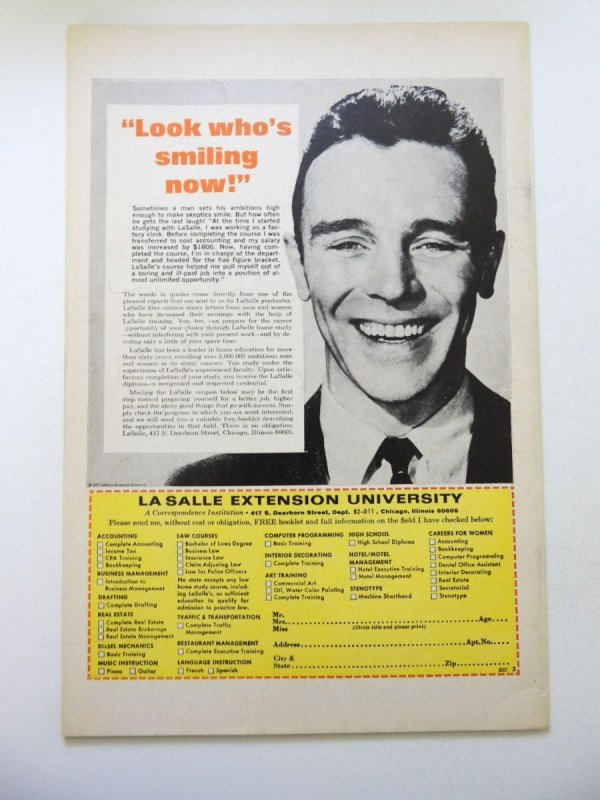 “Look who's
smiling
now!”
Sometimes a man sets his ambitions high
enough to make skeptics smile. But how often
he gets the last laugh! “At the time I started
studying with LaSalle, I was working as a fac-
tory clerk. Before completing the course I was
transferred to cost accounting and my salary
was increased by $1800. Now, having com-
pleted the course, I'm in charge of the depart-
ment and headed for the five figure bracket.
LaSalle's course helped me pull myself out of
a boring and ill-paid job into a position of al-
most unlimited opportunity.”
The words in quotes come directly from one of the
pleased reports that are sent to us by LaSalle graduates.
LaSalle files contain many letters from men and women
who have increased their earnings with the help of
LaSalle training. You, too, can prepare for the career
opportunity of your choice through LaSalle home study
—without interfering with your present work—and by de-
voting only a little of your spare time.
LaSalle has been a leader in home education for more
than sixty years, enrolling over 2,000,000 ambitious men
and women in its many courses. You study under the
supervision of LaSalle's experienced faculty. Upon satis-
factory completion of your study, you receive the LaSalle
diploma—a recognized and respected credential.
Mailing the LaSalle coupon below may be the first
step toward preparing yourself for a better job, higher
pay, and the many good things that go with success. Sim-
ply check the program in which you are most interested,
and we will send you a valuable free booklet describing
the opportunities in that field. There is no obligation.
LaSalle, 417 S. Dearborn Street, Chicago, Illinois 60605.
LA SALLE EXTENSION UNIVERSITY
A Correspondence Institution • 417 S. Dearborn Street, Dept. 82-011, Chicago, Illinois 60605
Please send me, without cost or obligation, FREE booklet and full information on the field I have checked below:
ACCOUNTING
Complete Accounting
Income Tax
CPA Training
Bookkeeping
BUSINESS MANAGEMENT
Introduction to
Business Management
DRAFTING
Complete Drafting
REAL ESTATE
Complete Real Estate
Real Estate Brokerage
Real Estate Management
DIESEL MECHANICS
Basic Training
MUSIC INSTRUCTION
Piano Guitar
LAW COURSES
Bachelor of Laws Degree
Business Law
Insurance Law
Claim Adjusting Law
Law for Police Officers
No state accepts any law
home study course, includ-
ing LaSalle's, as sufficient
education to qualify for
admission to practice law.
TRAFFIC & TRANSPORTATION
Complete Traffic
Management
RESTAURANT MANAGEMENT
Complete Executive Training
LANGUAGE INSTRUCTION
French Spanish
COMPUTER PROGRAMMING
Basic Training
INTERIOR DECORATING
Complete Training
ART TRAINING
Commercial Art
Oil, Water Color Painting
Complete Training
HIGH SCHOOL
High School Diploma
HOTEL/MOTEL
MANAGEMENT
Hotel Executive Training
Motel Management
STENOTYPE
Machine Shorthand
CAREERS FOR WOMEN
Accounting
Bookkeeping
Computer Programming
Dental Office Assistant
Interior Decorating
Real Estate
Secretarial
Stenotype
Mr.
Mrs.
Miss Age
(Circle title and please print)
Address Apt. No.
City &
State Zip
3